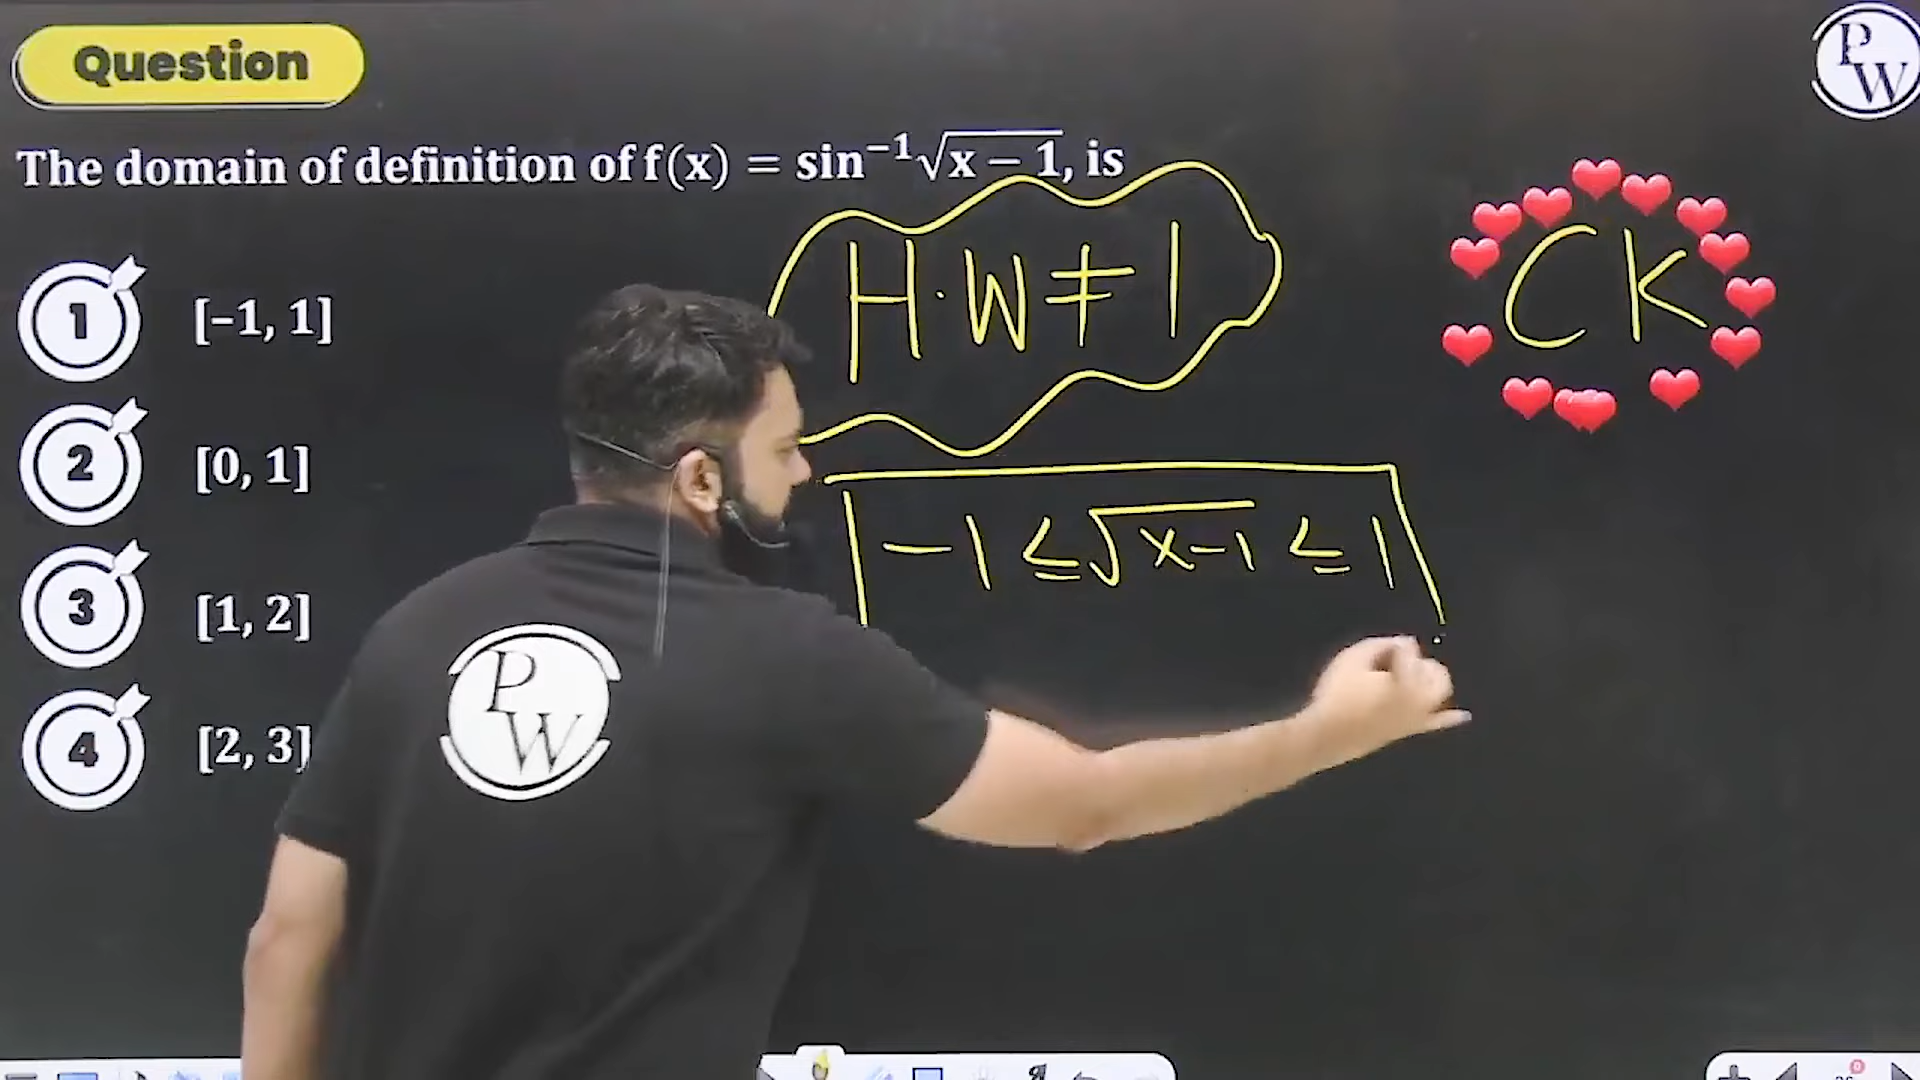 Question
PW
The domain of definition of f(x) = sin⁻¹√(x − 1), is
H.W # 1
CK
1 [−1, 1]
2 [0, 1]
3 [1, 2]
4 [2, 3]
−1 ≤ √(x−1) ≤ 1
PW